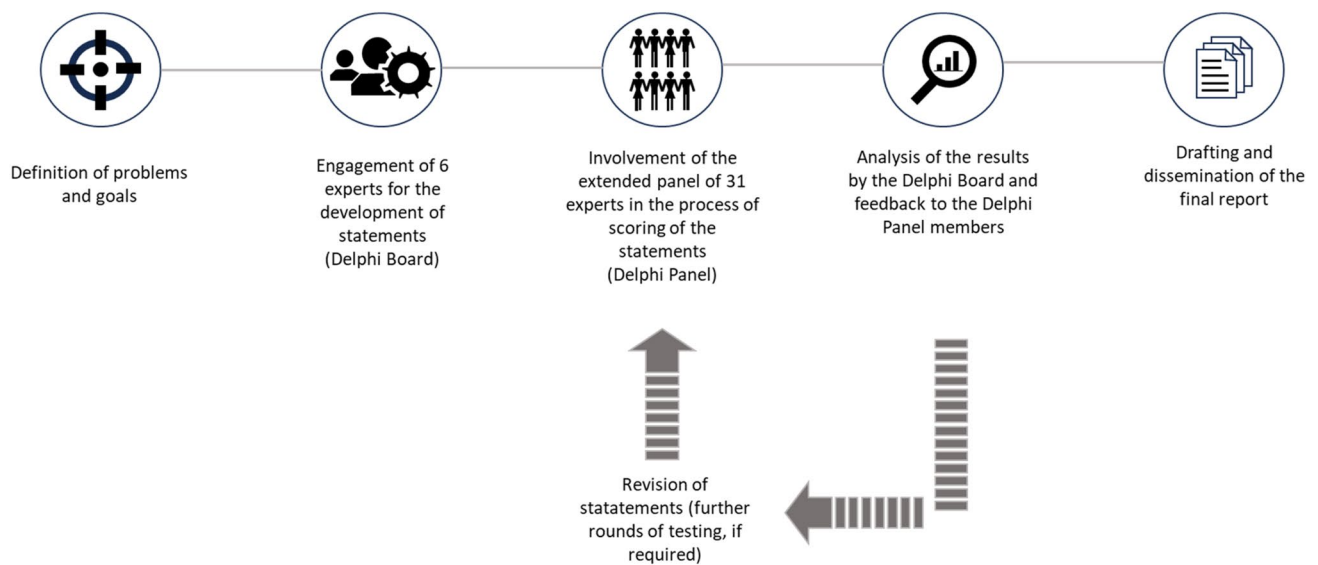 Definition of problems
and goals
Engagement of 6
experts for the
development of
statements
(Delphi Board)
Involvement of the
extended panel of 31
experts in the process of
scoring of the
statements
(Delphi Panel)
Analysis of the results
by the Delphi Board and
feedback to the Delphi
Panel members
Drafting and
dissemination of the
final report
Revision of
statatements (further
rounds of testing, if
required)